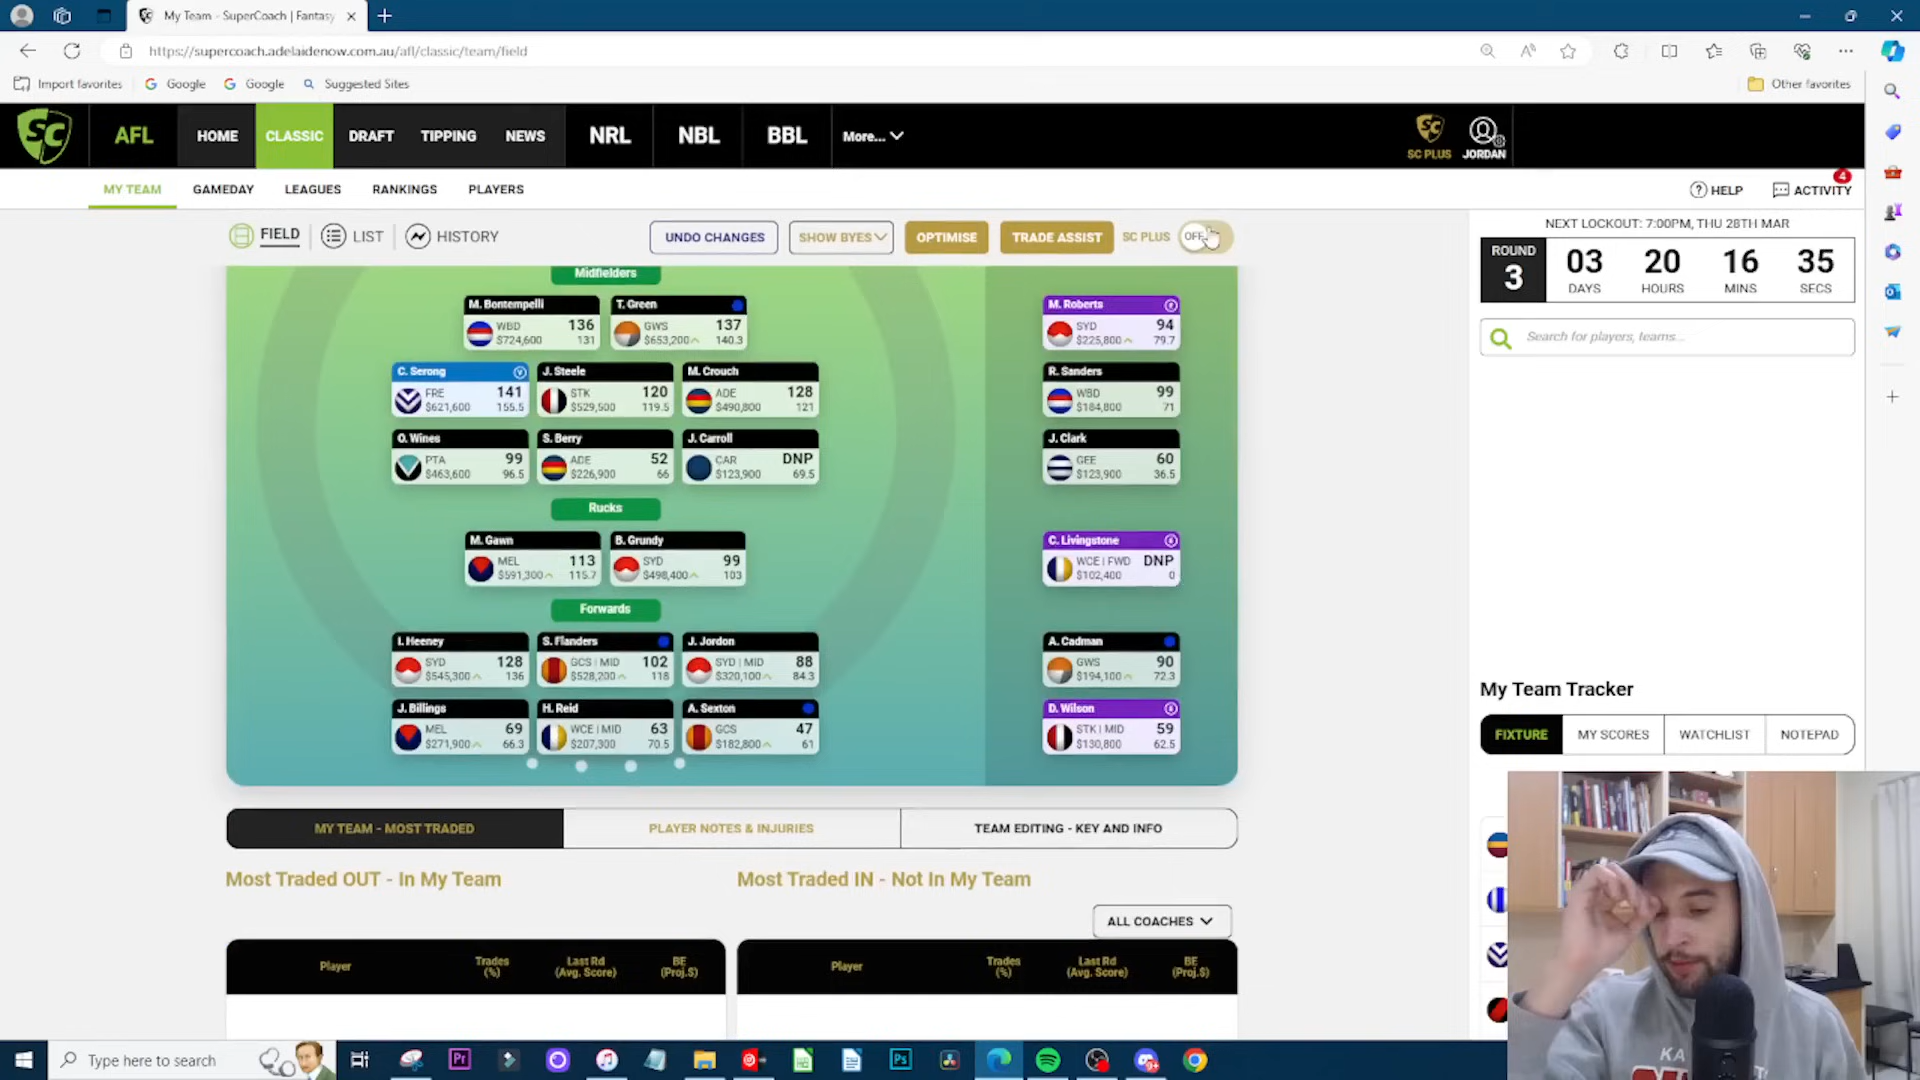 My Team - SuperCoach | Fantasy
https://supercoach.adelaidenow.com.au/afl/classic/team/field
Import favorites
Google
Google
Suggested Sites
Other favorites
SC
AFL
HOME
CLASSIC
DRAFT
TIPPING
NEWS
NRL
NBL
BBL
More...
SC
SC PLUS
JORDAN
MY TEAM
GAMEDAY
LEAGUES
RANKINGS
PLAYERS
HELP
ACTIVITY
4
FIELD
LIST
HISTORY
UNDO CHANGES
SHOW BYES
OPTIMISE
TRADE ASSIST
SC PLUS
OFF
NEXT LOCKOUT: 7:00PM, THU 28TH MAR
ROUND
3
03
DAYS
20
HOURS
16
MINS
35
SECS
Search for players, teams...
Midfielders
M. Bontempelli
WBD 136
$724,600 131
T. Green
GWS 137
$653,200 140.3
M. Roberts
SYD 94
$225,800 79.7
C. Serong
FRE 141
$621,600 155.5
J. Steele
STK 120
$529,500 119.5
M. Crouch
ADE 128
$490,800 121
R. Sanders
WBD 99
$184,800 71
O. Wines
PTA 99
$463,600 96.5
S. Berry
ADE 52
$226,900 66
J. Carroll
CAR DNP
$123,900 69.5
J. Clark
GEE 60
$123,900 36.5
Rucks
M. Gawn
MEL 113
$591,300 115.7
B. Grundy
SYD 99
$498,400 103
C. Livingstone
WCE | FWD DNP
$102,400 0
Forwards
I. Heeney
SYD 128
$545,300 136
S. Flanders
GCS | MID 102
$528,200 118
J. Jordon
SYD | MID 88
$320,100 84.3
A. Cadman
GWS 90
$194,100 72.3
J. Billings
MEL 69
$271,900 66.3
H. Reid
WCE | MID 63
$207,300 70.5
A. Sexton
GCS 47
$182,800 61
D. Wilson
STK | MID 59
$130,800 62.5
My Team Tracker
FIXTURE
MY SCORES
WATCHLIST
NOTEPAD
MY TEAM - MOST TRADED
PLAYER NOTES & INJURIES
TEAM EDITING - KEY AND INFO
Most Traded OUT - In My Team
Most Traded IN - Not In My Team
ALL COACHES
Player
Trades (%)
Last Rd (Avg. Score)
BE (Proj.$)
Player
Trades (%)
Last Rd (Avg. Score)
BE (Proj.$)
KA
Type here to search
Pr
Ps